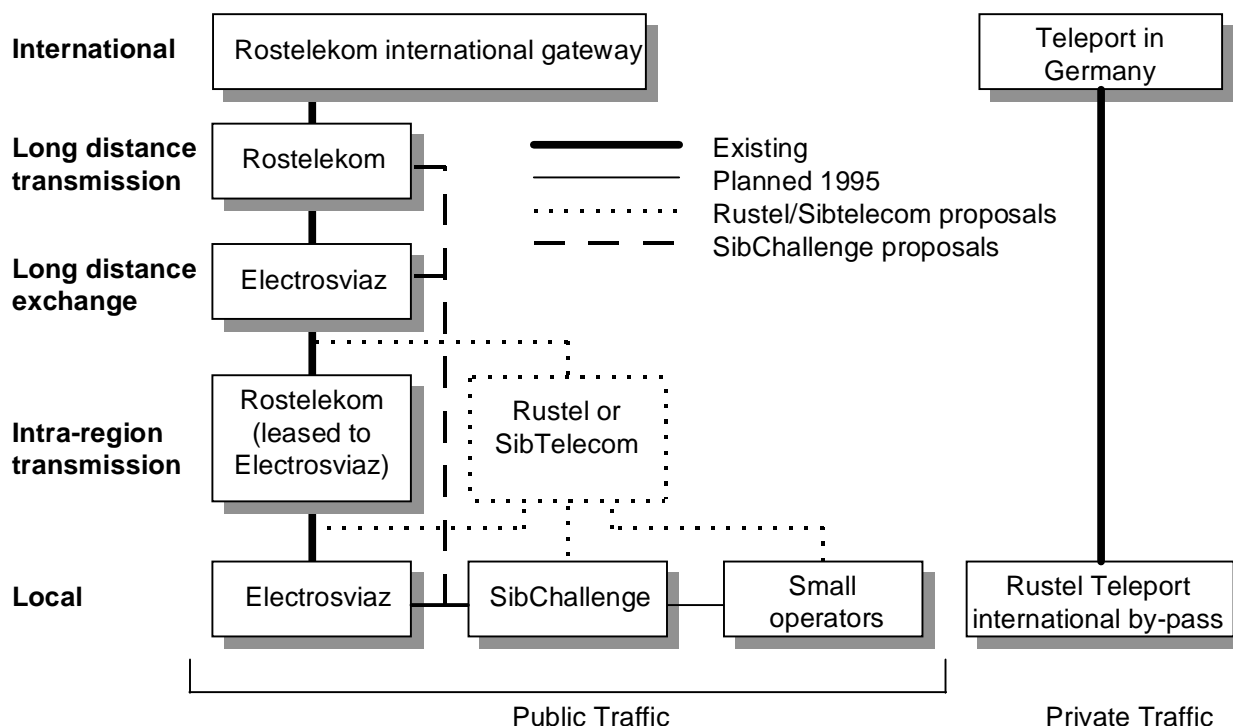 International
Rostelekom international gateway
Teleport in
Germany
Long distance
transmission
Rostelekom
Existing
Planned 1995
Rustel/Sibtelecom proposals
SibChallenge proposals
Long distance
exchange
Electrosviaz
Intra-region
transmission
Rostelekom
(leased to
Electrosviaz)
Rustel or
SibTelecom
Local
Electrosviaz
SibChallenge
Small
operators
Rustel Teleport
international by-pass
Public Traffic
Private Traffic